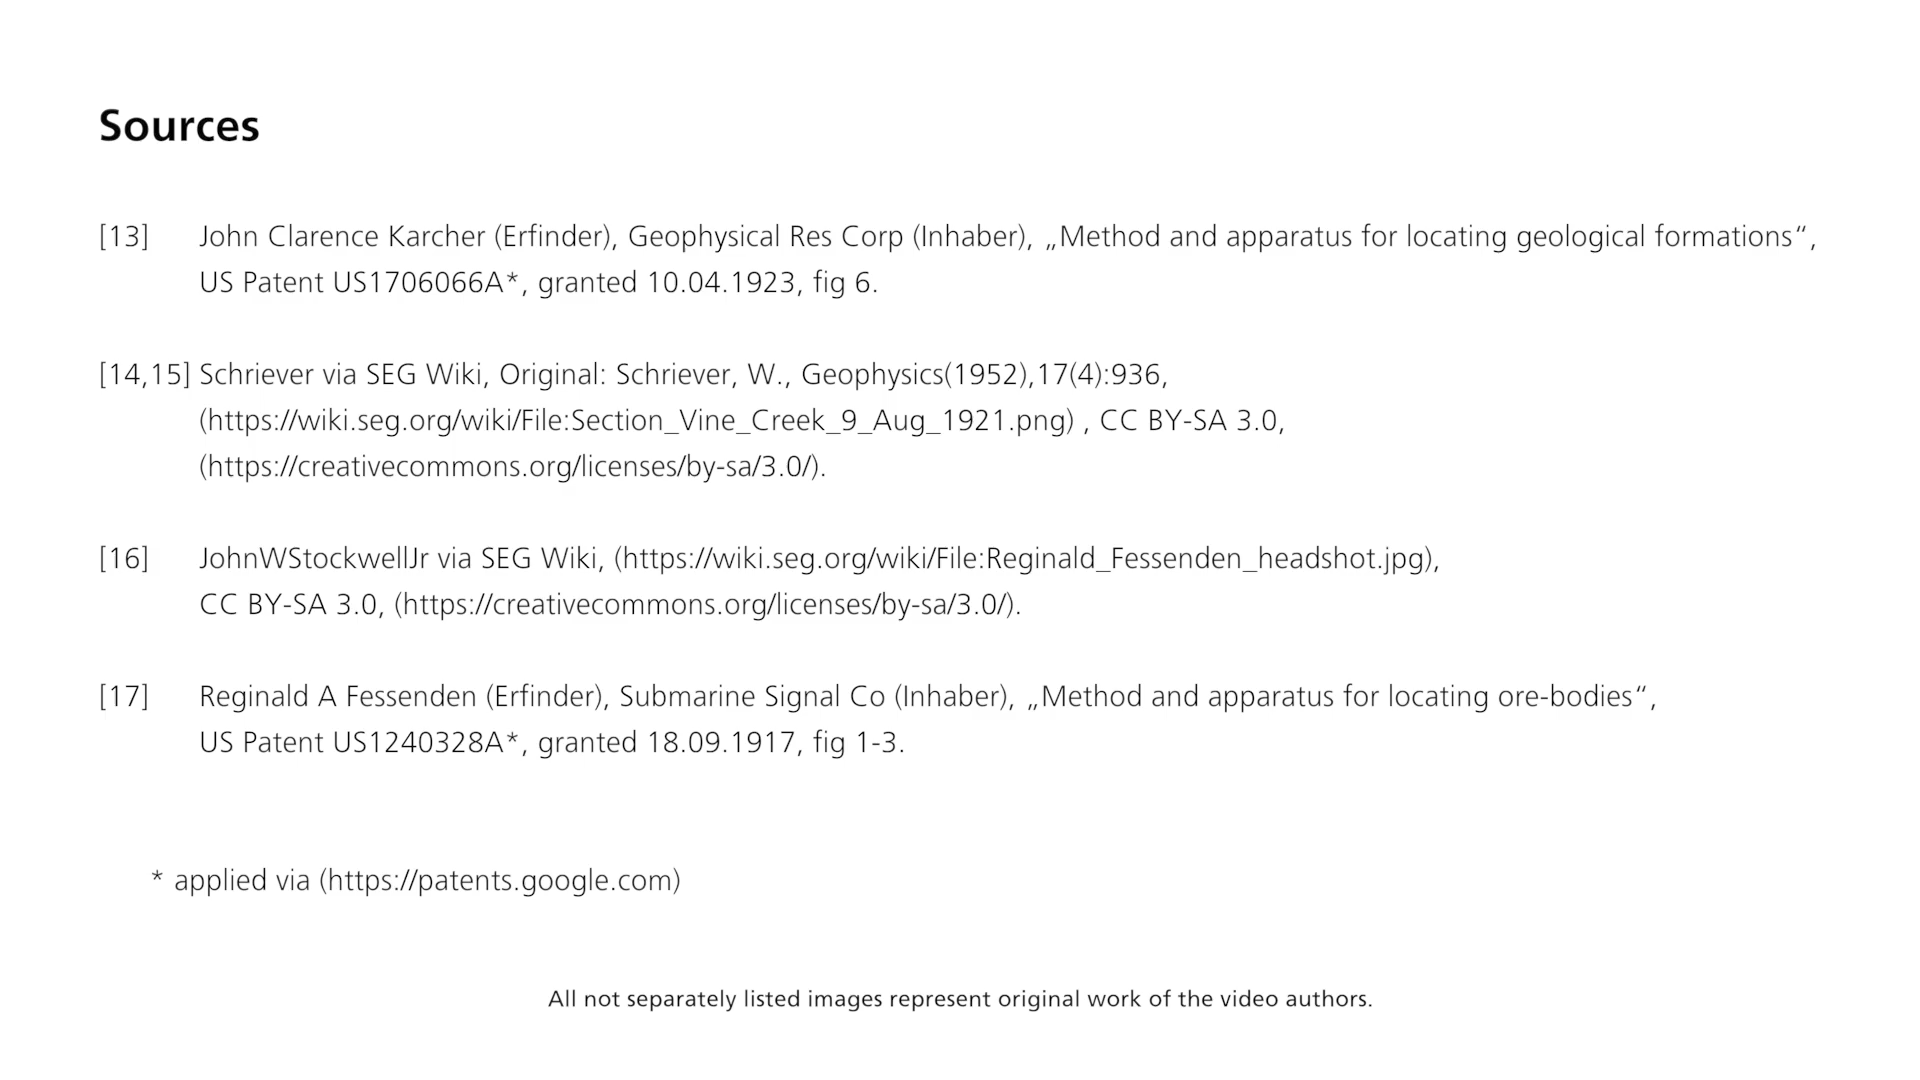 Sources
[13] John Clarence Karcher (Erfinder), Geophysical Res Corp (Inhaber), „Method and apparatus for locating geological formations“,
US Patent US1706066A*, granted 10.04.1923, fig 6.
[14,15] Schriever via SEG Wiki, Original: Schriever, W., Geophysics(1952),17(4):936,
(https://wiki.seg.org/wiki/File:Section_Vine_Creek_9_Aug_1921.png) , CC BY-SA 3.0,
(https://creativecommons.org/licenses/by-sa/3.0/).
[16] JohnWStockwellJr via SEG Wiki, (https://wiki.seg.org/wiki/File:Reginald_Fessenden_headshot.jpg),
CC BY-SA 3.0, (https://creativecommons.org/licenses/by-sa/3.0/).
[17] Reginald A Fessenden (Erfinder), Submarine Signal Co (Inhaber), „Method and apparatus for locating ore-bodies“,
US Patent US1240328A*, granted 18.09.1917, fig 1-3.
* applied via (https://patents.google.com)
All not separately listed images represent original work of the video authors.